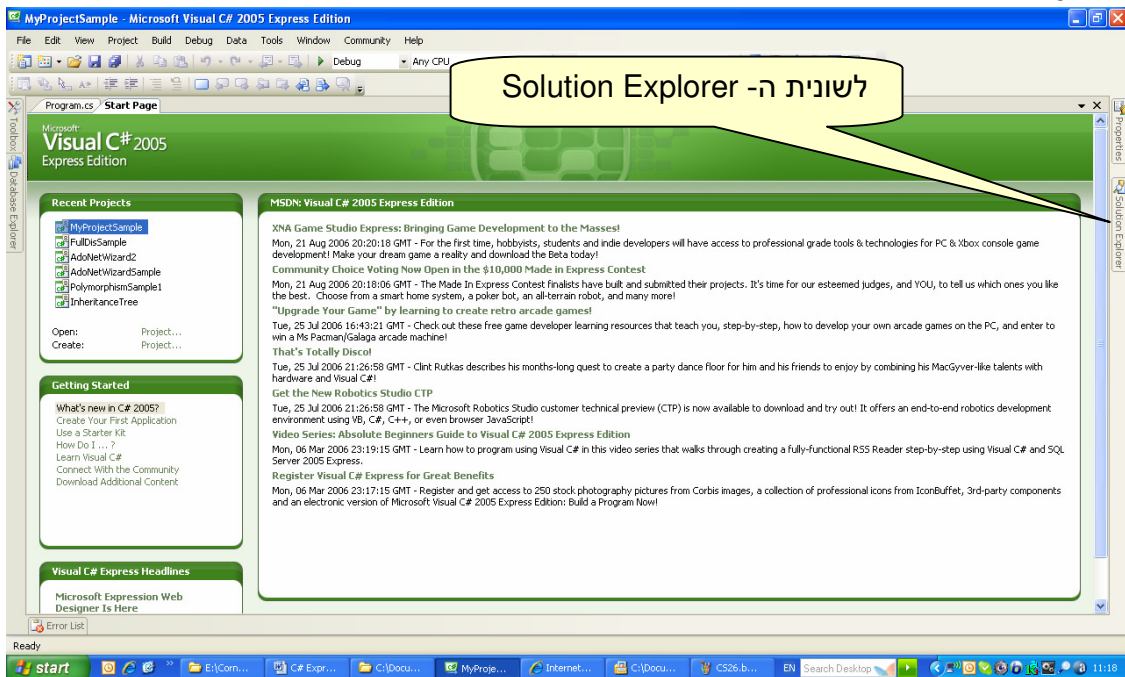 MyProjectSample - Microsoft Visual C# 2005 Express Edition
File Edit View Project Build Debug Data Tools Window Community Help
Debug Any CPU
לשונית ה- Solution Explorer
Program.cs Start Page
Toolbox
Database Explorer
Properties
Solution Explorer
Microsoft
Visual C# 2005
Express Edition
Recent Projects
MyProjectSample
FullDisSample
AdoNetWizard2
AdoNetWizardSample
PolymorphismSample1
InheritanceTree
Open: Project...
Create: Project...
Getting Started
What's new in C# 2005?
Create Your First Application
Use a Starter Kit
How Do I ... ?
Learn Visual C#
Connect With the Community
Download Additional Content
Visual C# Express Headlines
Microsoft Expression Web
Designer Is Here
MSDN: Visual C# 2005 Express Edition
XNA Game Studio Express: Bringing Game Development to the Masses!
Mon, 21 Aug 2006 20:20:18 GMT - For the first time, hobbyists, students and indie developers will have access to professional grade tools & technologies for PC & Xbox console game
development! Make your dream game a reality and download the Beta today!
Community Choice Voting Now Open in the $10,000 Made in Express Contest
Mon, 21 Aug 2006 20:18:06 GMT - The Made In Express Contest finalists have built and submitted their projects. It's time for our esteemed judges, and YOU, to tell us which ones you like
the best. Choose from a smart home system, a poker bot, an all-terrain robot, and many more!
"Upgrade Your Game" by learning to create retro arcade games!
Tue, 25 Jul 2006 16:43:21 GMT - Check out these free game developer learning resources that teach you, step-by-step, how to develop your own arcade games on the PC, and enter to
win a Ms Pacman/Galaga arcade machine!
That's Totally Disco!
Tue, 25 Jul 2006 21:26:58 GMT - Clint Rutkas describes his months-long quest to create a party dance floor for him and his friends to enjoy by combining his MacGyver-like talents with
hardware and Visual C#!
Get the New Robotics Studio CTP
Tue, 25 Jul 2006 21:26:58 GMT - The Microsoft Robotics Studio customer technical preview (CTP) is now available to download and try out! It offers an end-to-end robotics development
environment using VB, C#, C++, or even browser JavaScript!
Video Series: Absolute Beginners Guide to Visual C# 2005 Express Edition
Mon, 06 Mar 2006 23:19:15 GMT - Learn how to program using Visual C# in this video series that walks through creating a fully-functional RSS Reader step-by-step using Visual C# and SQL
Server 2005 Express.
Register Visual C# Express for Great Benefits
Mon, 06 Mar 2006 23:17:15 GMT - Register and get access to 250 stock photography pictures from Corbis images, a collection of professional icons from IconBuffet, 3rd-party components
and an electronic version of Microsoft Visual C# 2005 Express Edition: Build a Program Now!
Error List
Ready
start E:\Corn... C# Expr... C:\Docu... MyProje... Internet... C:\Docu... CS26.b... EN Search Desktop 11:18